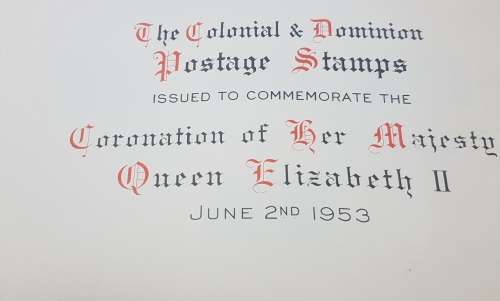 The Colonial & Dominion
Postage Stamps
ISSUED TO COMMEMORATE THE
Coronation of Her Majesty
Queen Elizabeth II
JUNE 2ND 1953